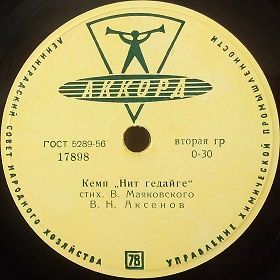 ЛЕНИНГРАДСКИЙ СОВЕТ НАРОДНОГО ХОЗЯЙСТВА
УПРАВЛЕНИЕ ХИМИЧЕСКОЙ ПРОМЫШЛЕННОСТИ
АККОРД
ГОСТ 5289-56
17898
вторая гр
0-30
Кемп „Нит гедайге“
стих. В. Маяковского
В. Н. Аксенов
78